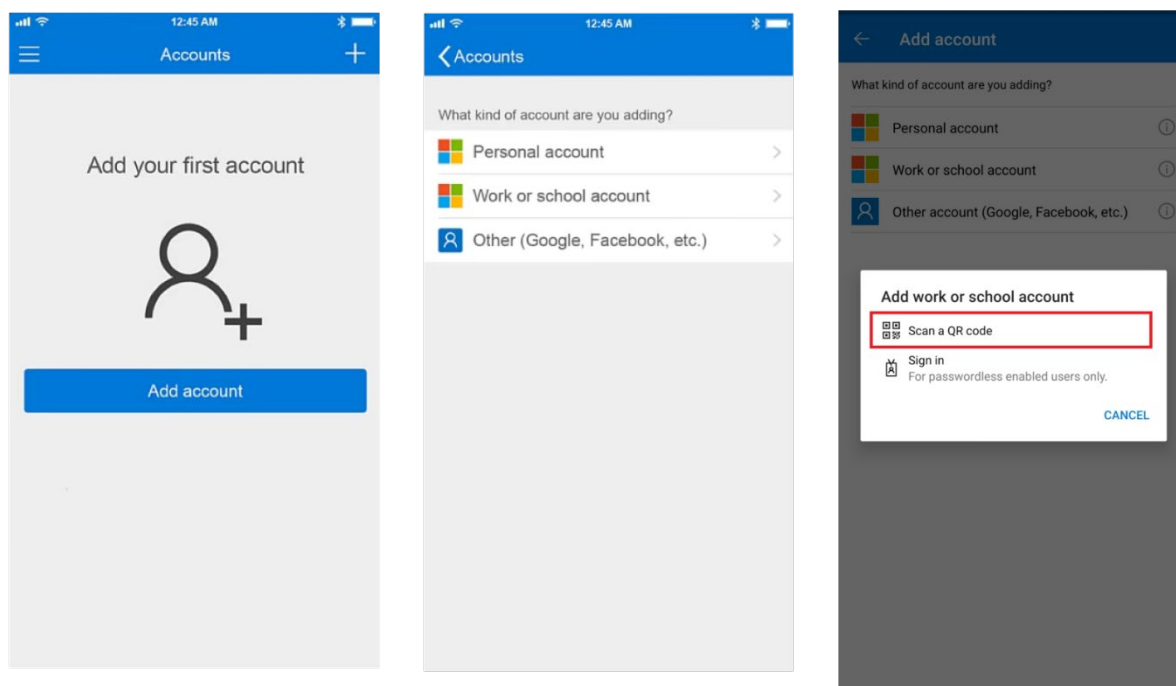 12:45 AM
Accounts
Add your first account
Add account
12:45 AM
Accounts
What kind of account are you adding?
Personal account
Work or school account
Other (Google, Facebook, etc.)
Add account
What kind of account are you adding?
Personal account
Work or school account
Other account (Google, Facebook, etc.)
Add work or school account
Scan a QR code
Sign in
For passwordless enabled users only.
CANCEL